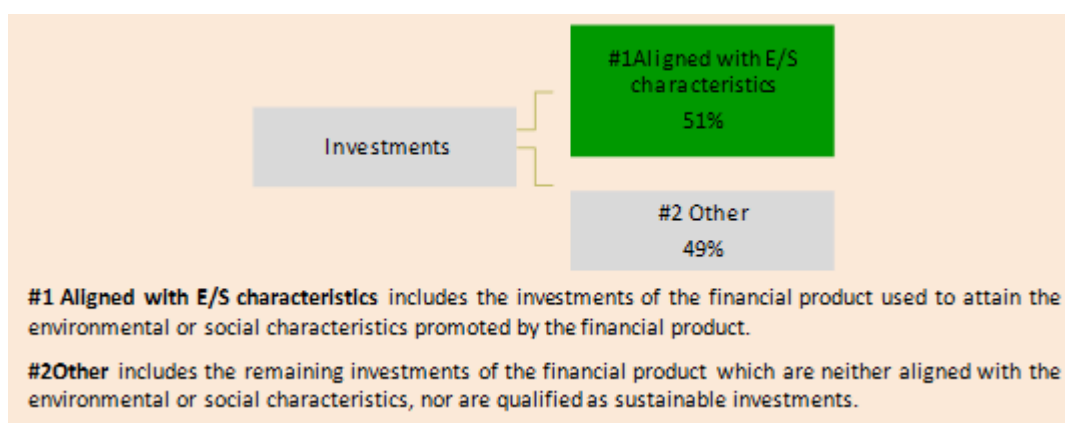 #1Aligned with E/S
characteristics
51%
Investments
#2 Other
49%
#1 Aligned with E/S characteristics includes the investments of the financial product used to attain the
environmental or social characteristics promoted by the financial product.
#2Other includes the remaining investments of the financial product which are neither aligned with the
environmental or social characteristics, nor are qualified as sustainable investments.